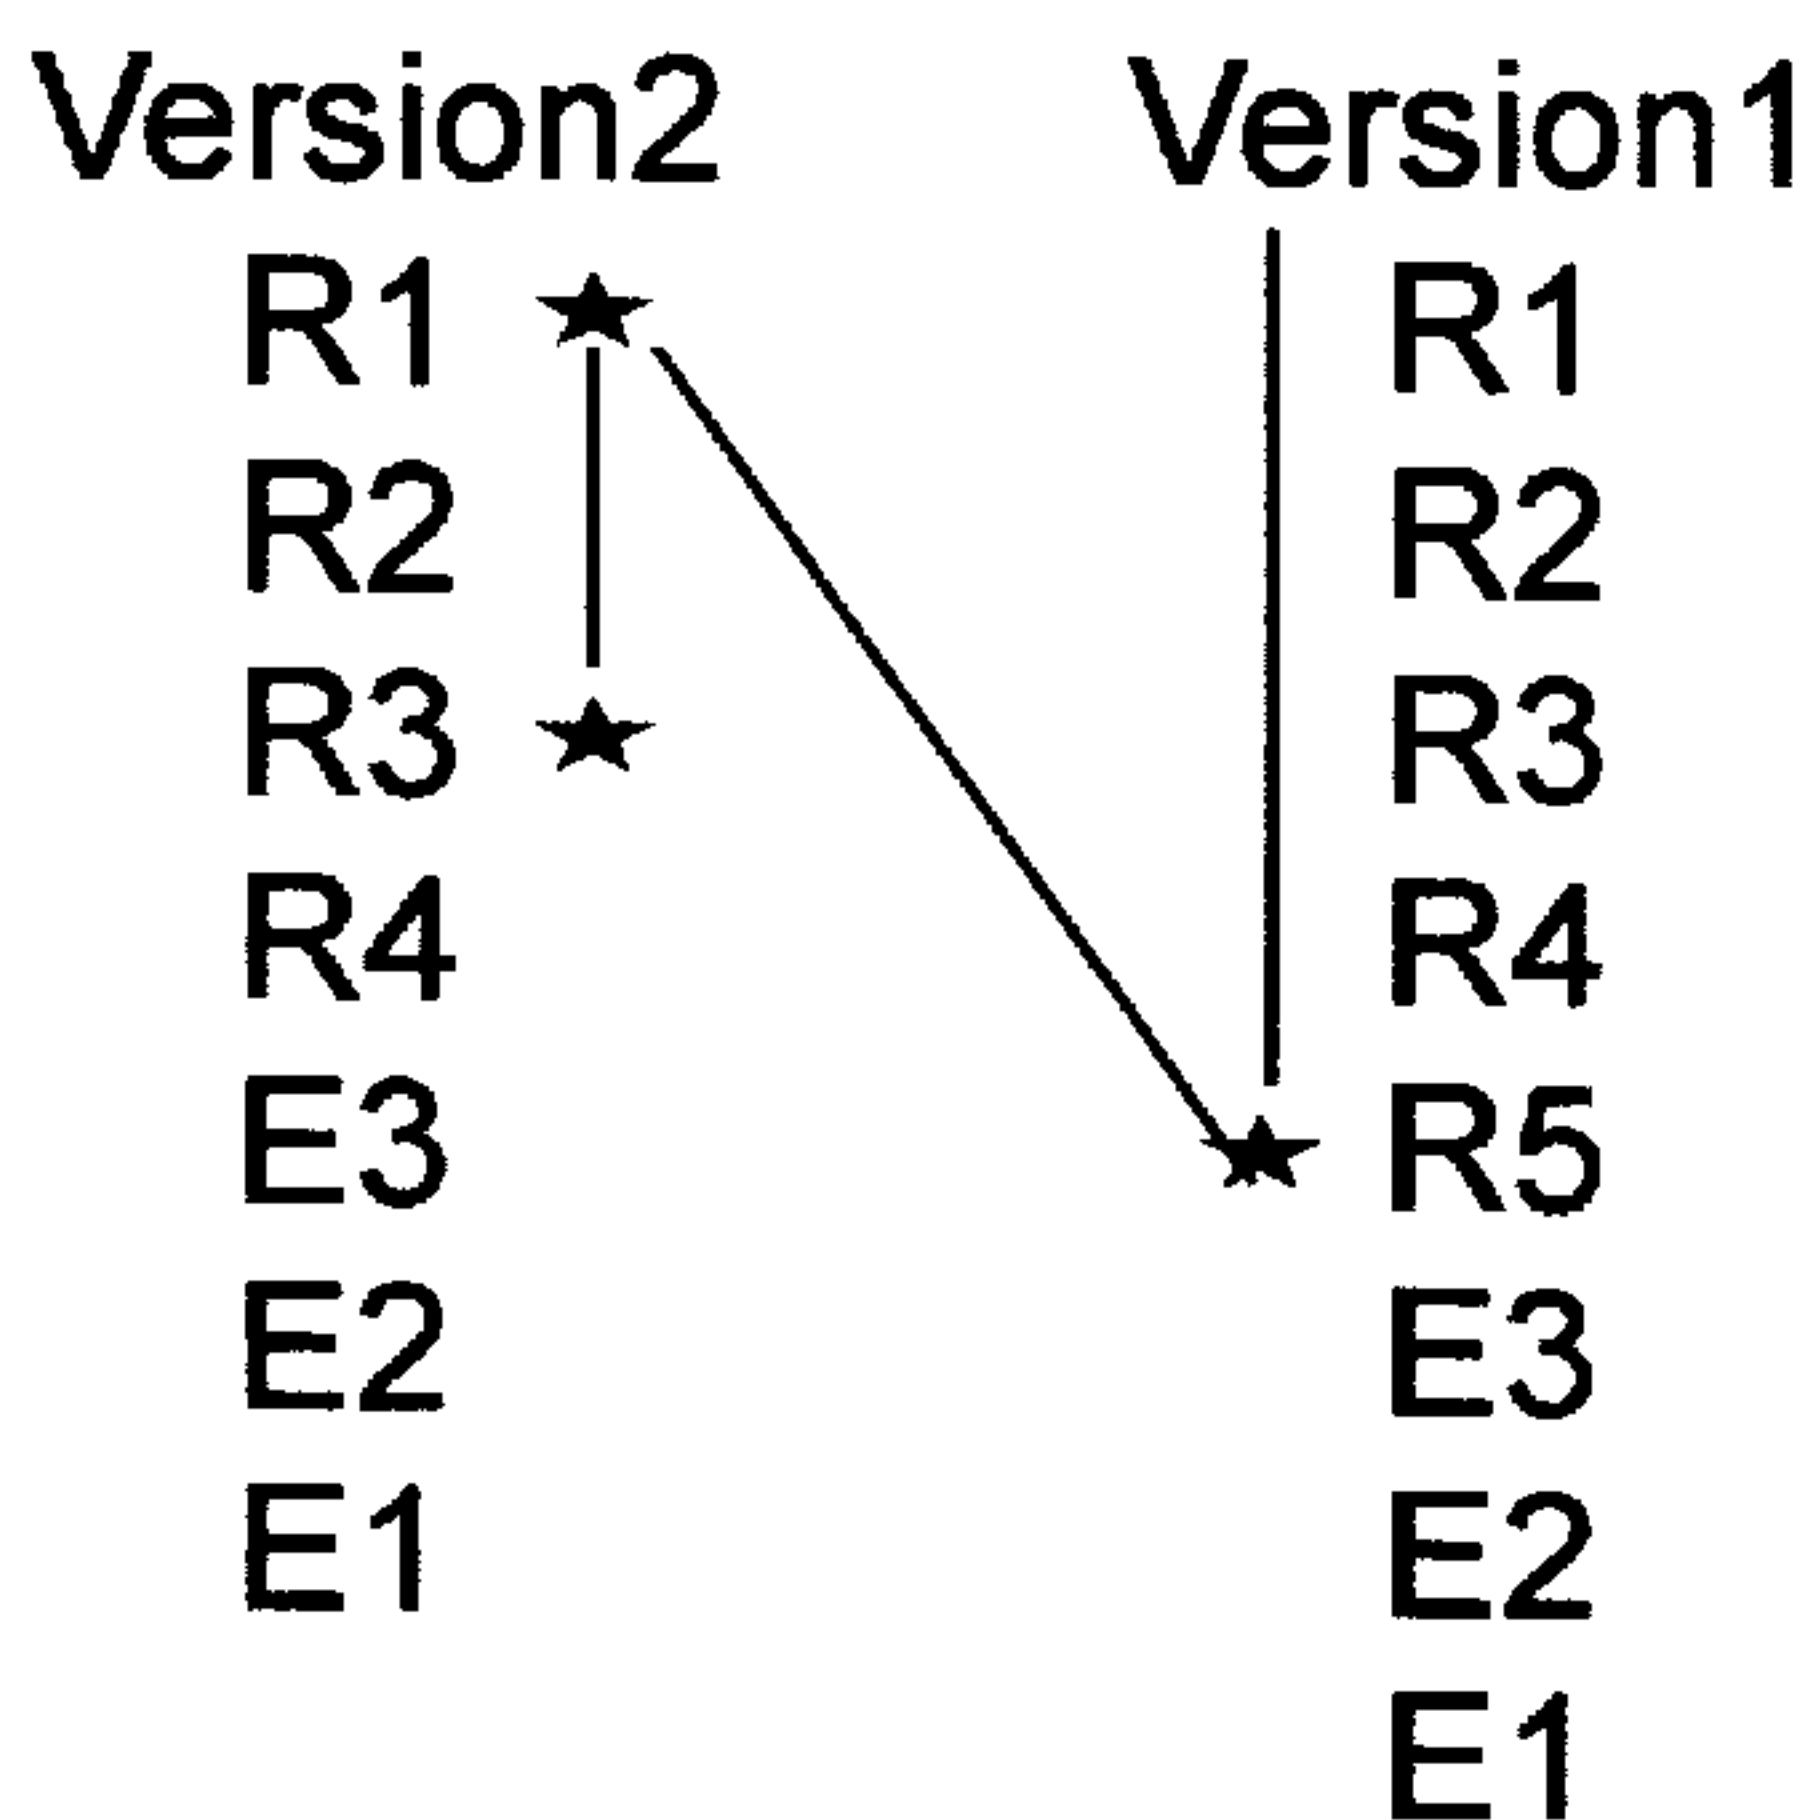 Version2 Version1
R1 R1
R2 R2
R3 R3
R4 R4
E3 R5
E2 E3
E1 E2
E1